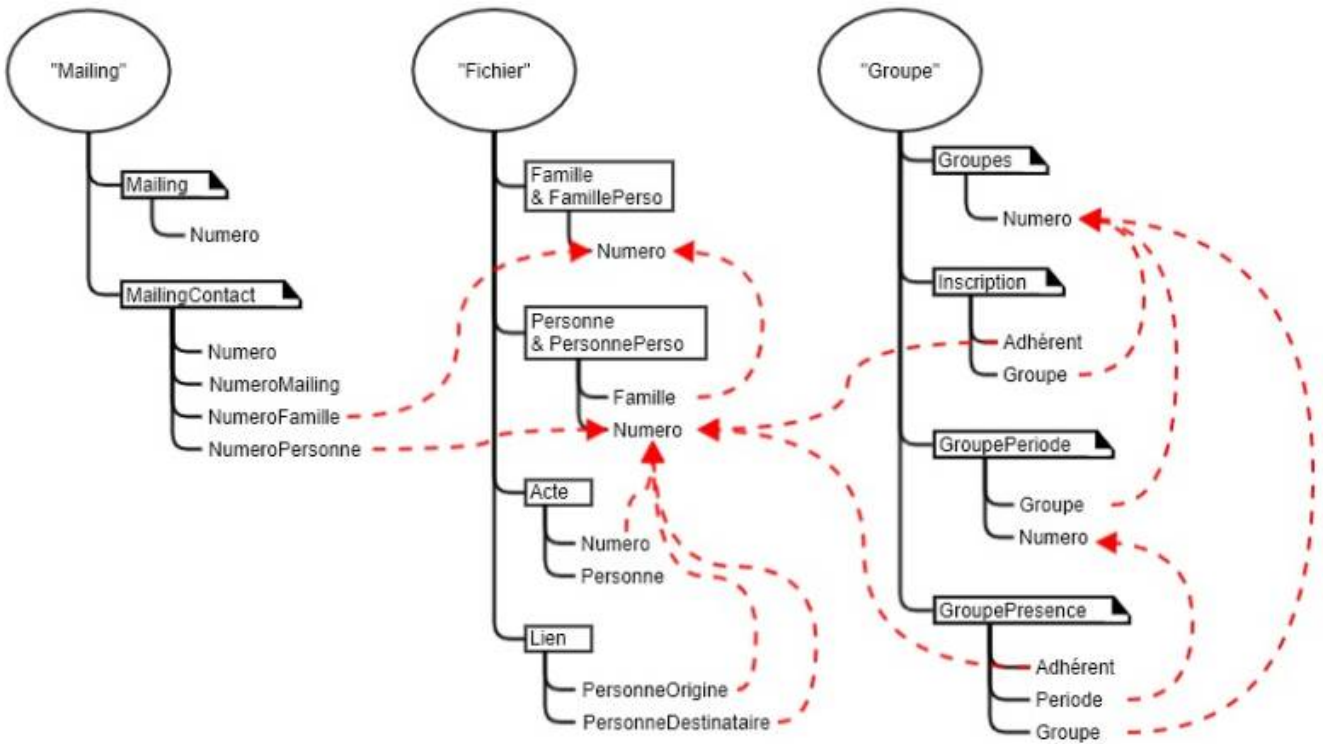 "Mailing"
Mailing
Numero
MailingContact
Numero
NumeroMailing
NumeroFamille
NumeroPersonne
"Fichier"
Famille
& FamillePerso
Numero
Personne
& PersonnePerso
Famille
Numero
Acte
Numero
Personne
Lien
PersonneOrigine
PersonneDestinataire
"Groupe"
Groupes
Numero
Inscription
Adhérent
Groupe
GroupePeriode
Groupe
Numero
GroupePresence
Adhérent
Periode
Groupe